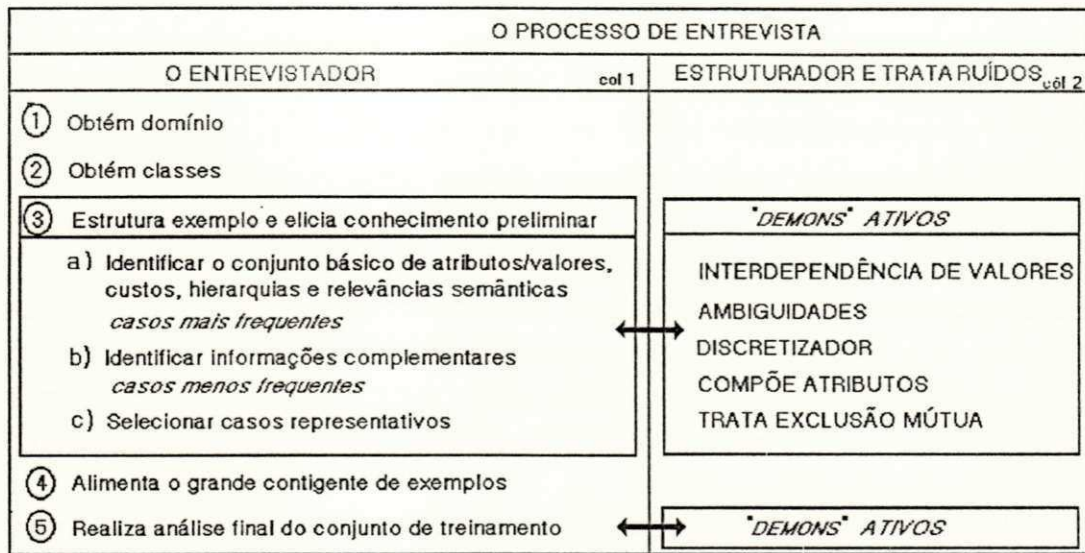 O PROCESSO DE ENTREVISTA
O ENTREVISTADOR col 1
ESTRUTURADOR E TRATA RUÍDOS col 2
1 Obtém domínio
2 Obtém classes
3 Estrutura exemplo e elicia conhecimento preliminar
a) Identificar o conjunto básico de atributos/valores,
custos, hierarquias e relevâncias semânticas
casos mais frequentes
b) Identificar informações complementares
casos menos frequentes
c) Selecionar casos representativos
"DEMONS" ATIVOS
INTERDEPENDÊNCIA DE VALORES
AMBIGUIDADES
DISCRETIZADOR
COMPÕE ATRIBUTOS
TRATA EXCLUSÃO MÚTUA
4 Alimenta o grande contigente de exemplos
5 Realiza análise final do conjunto de treinamento
"DEMONS" ATIVOS